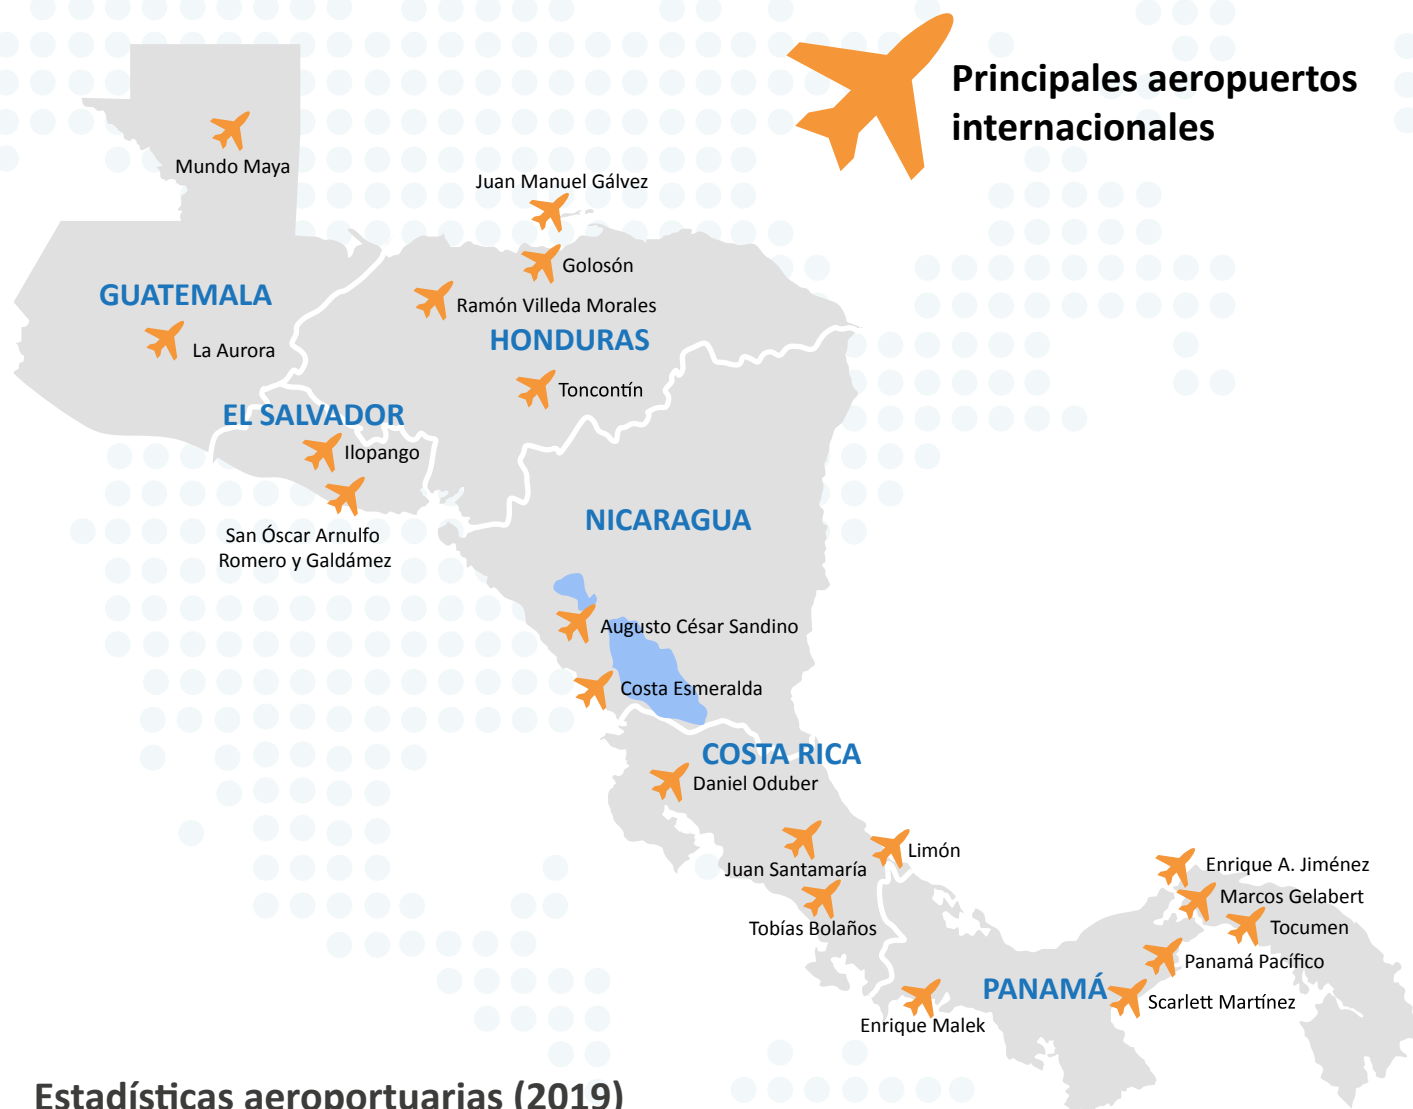 Principales aeropuertos
internacionales
Mundo Maya
Juan Manuel Gálvez
Golosón
GUATEMALA
Ramón Villeda Morales
HONDURAS
La Aurora
Toncontín
EL SALVADOR
Ilopango
NICARAGUA
San Óscar Arnulfo
Romero y Galdámez
Augusto César Sandino
Costa Esmeralda
COSTA RICA
Daniel Oduber
Limón
Juan Santamaría
Enrique A. Jiménez
Marcos Gelabert
Tobías Bolaños
Tocumen
Panamá Pacífico
PANAMÁ
Scarlett Martínez
Enrique Malek
Estadísticas aeroportuarias (2019)